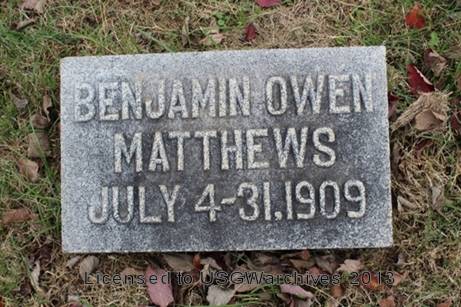 BENJAMIN OWEN
MATTHEWS
JULY 4-31.1909
Licensed to USGWarchives 2013